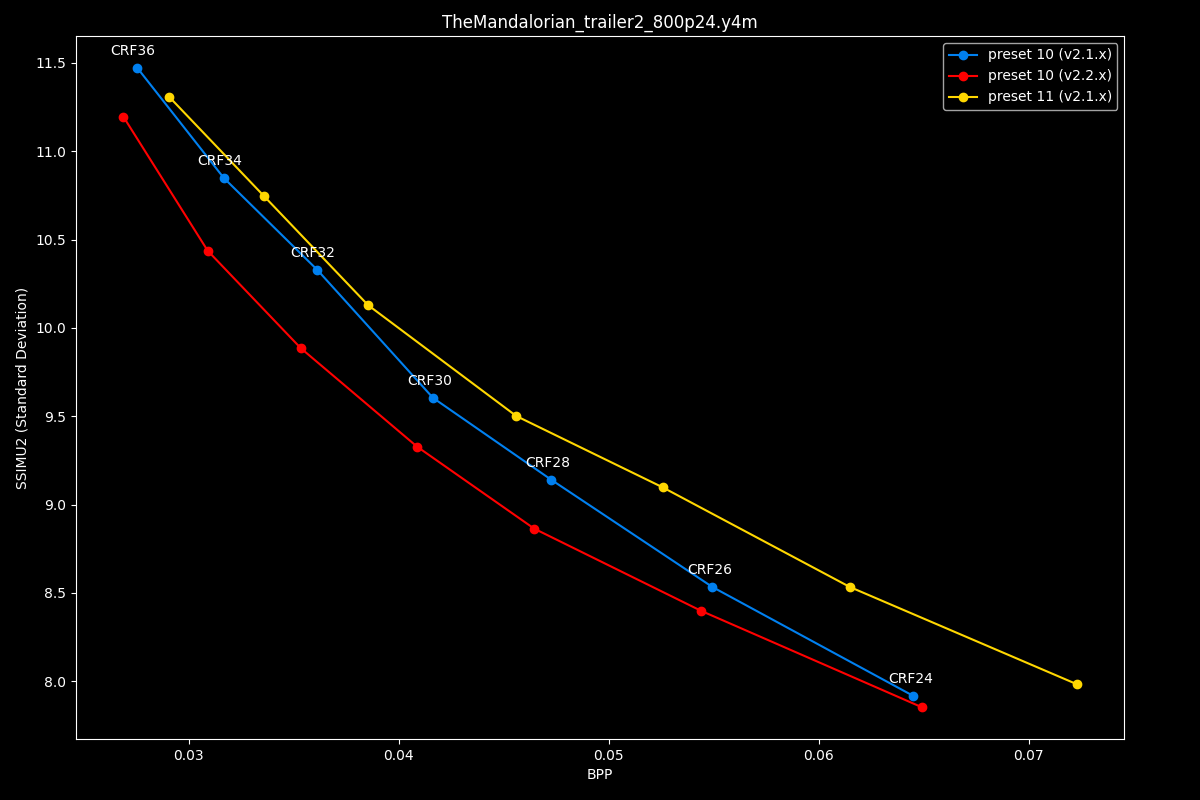 TheMandalorian_trailer2_800p24.y4m
preset 10 (v2.1.x)
preset 10 (v2.2.x)
preset 11 (v2.1.x)
CRF36
CRF34
CRF32
CRF30
CRF28
CRF26
CRF24
SSIMU2 (Standard Deviation)
11.5
11.0
10.5
10.0
9.5
9.0
8.5
8.0
0.03 0.04 0.05 0.06 0.07
BPP